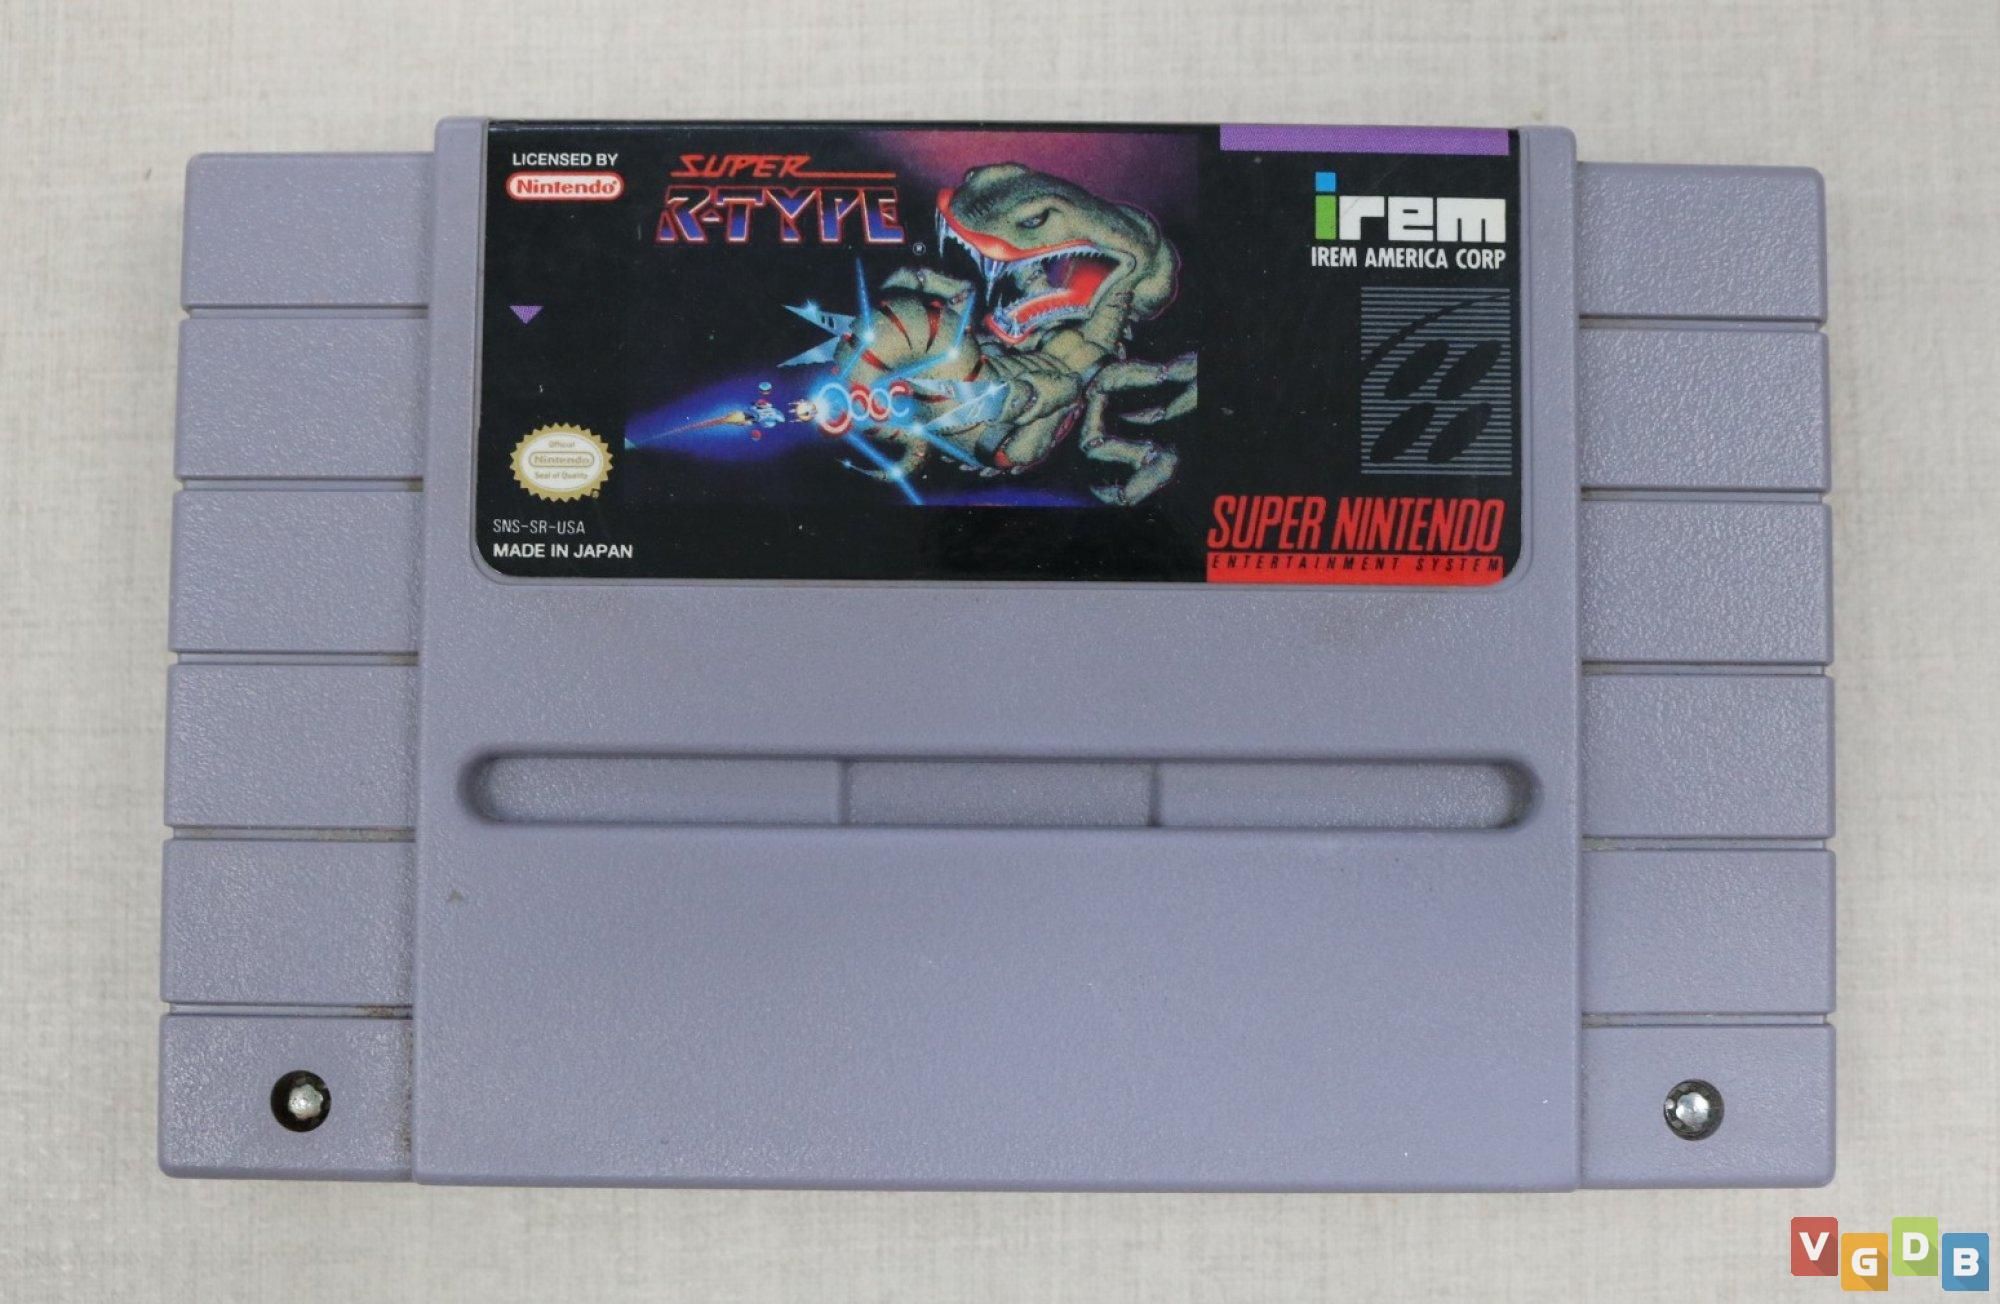 LICENSED BY
Nintendo®
SUPER
R-TYPE®
irem
IREM AMERICA CORP
Official
Nintendo
Seal of Quality
SNS-SR-USA
MADE IN JAPAN
SUPER NINTENDO
ENTERTAINMENT SYSTEM
VGDB